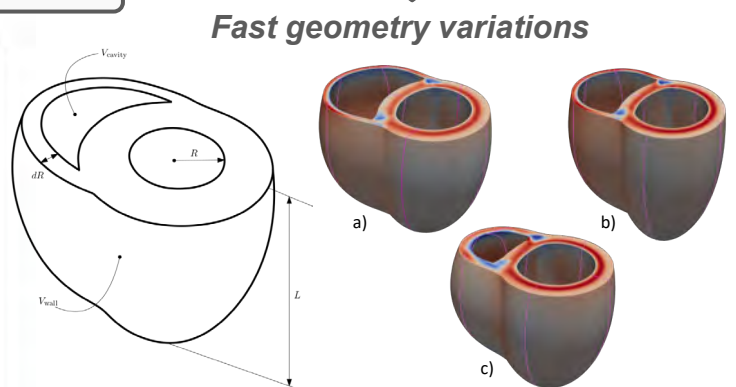 Fast geometry variations
V_cavity
R
dR
a)
b)
L
V_wall
c)